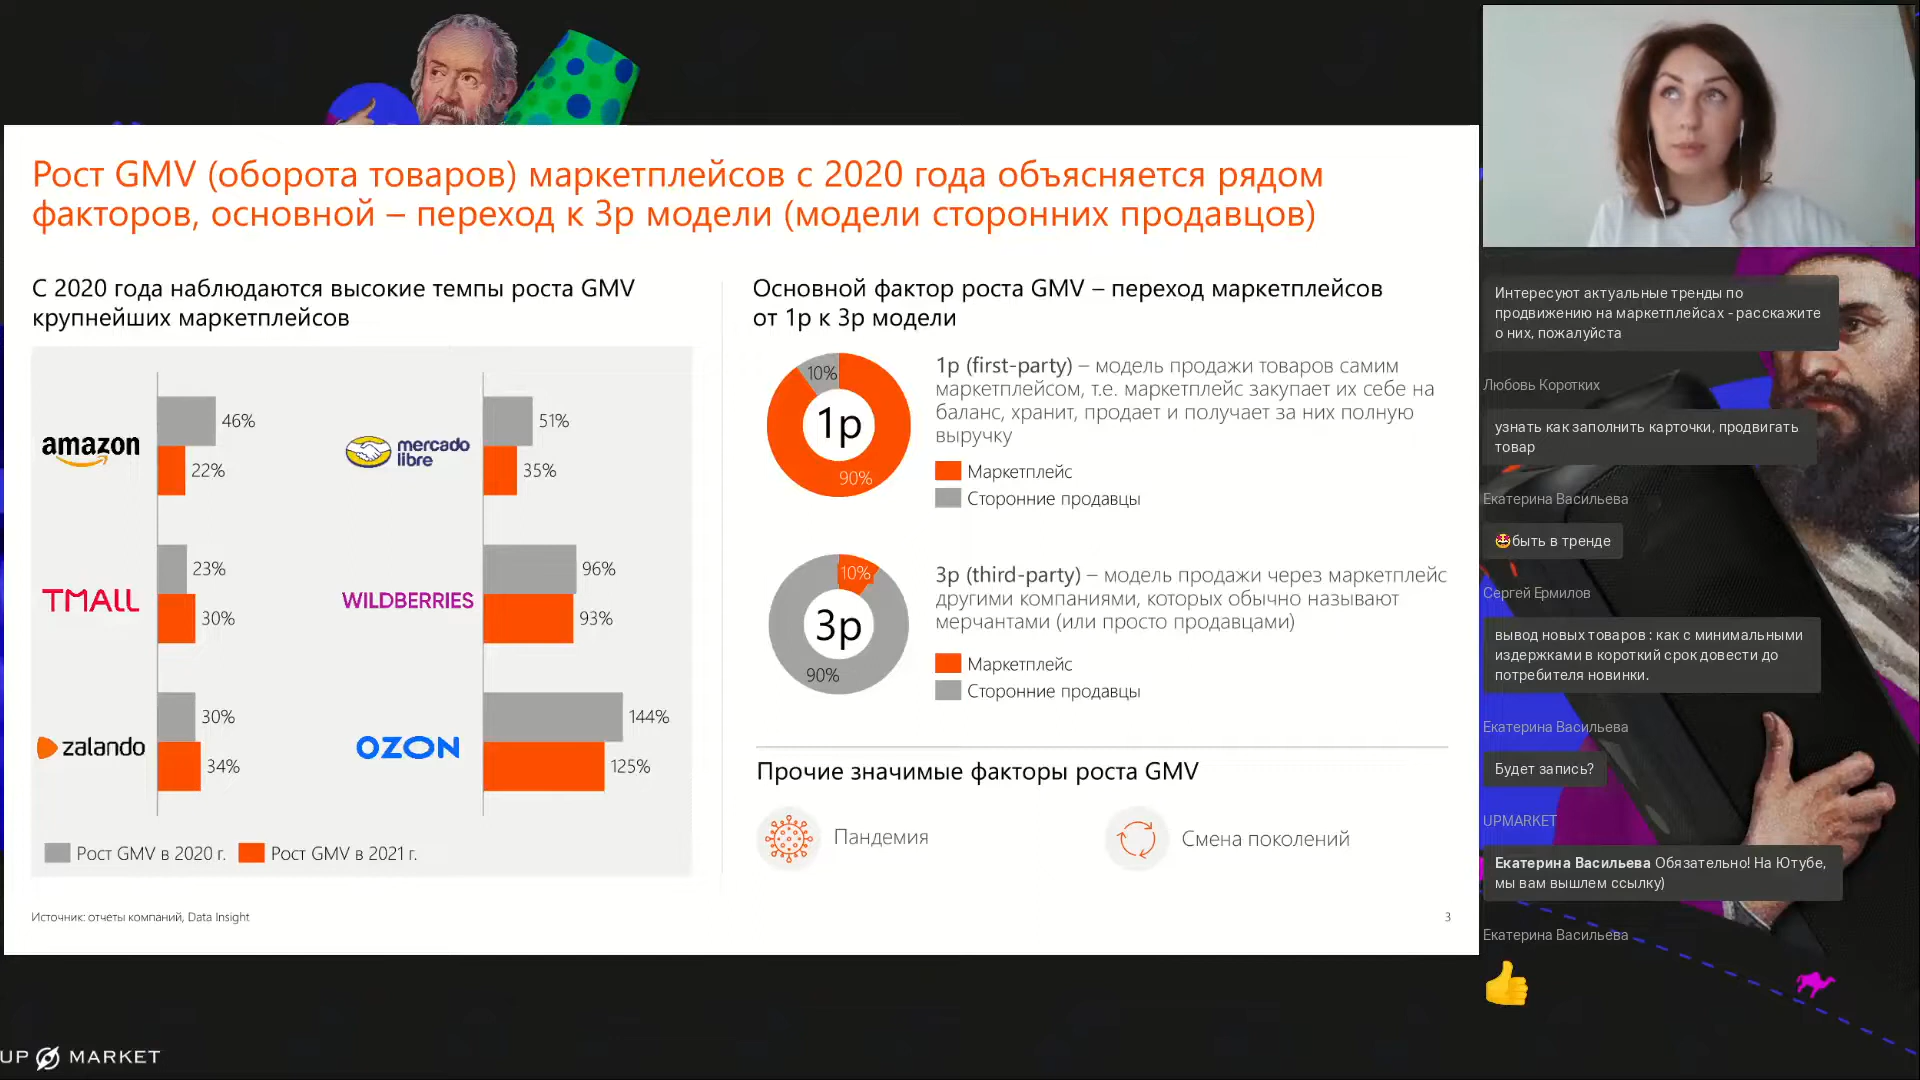 Рост GMV (оборота товаров) маркетплейсов с 2020 года объясняется рядом
факторов, основной – переход к 3р модели (модели сторонних продавцов)
С 2020 года наблюдаются высокие темпы роста GMV
крупнейших маркетплейсов
amazon
46%
22%
mercado
libre
51%
35%
TMALL
23%
30%
WILDBERRIES
96%
93%
zalando
30%
34%
OZON
144%
125%
Рост GMV в 2020 г.
Рост GMV в 2021 г.
Источник: отчеты компаний, Data Insight
Основной фактор роста GMV – переход маркетплейсов
от 1р к 3р модели
10%
1p
90%
1p (first-party) – модель продажи товаров самим
маркетплейсом, т.е. маркетплейс закупает их себе на
баланс, хранит, продает и получает за них полную
выручку
Маркетплейс
Сторонние продавцы
10%
3p
90%
3p (third-party) – модель продажи через маркетплейс
другими компаниями, которых обычно называют
мерчантами (или просто продавцами)
Маркетплейс
Сторонние продавцы
Прочие значимые факторы роста GMV
Пандемия
Смена поколений
3
Интересуют актуальные тренды по
продвижению на маркетплейсах - расскажите
о них, пожалуйста
Любовь Коротких
узнать как заполнить карточки, продвигать
товар
Екатерина Васильева
🤩быть в тренде
Сергей Ермилов
вывод новых товаров : как с минимальными
издержками в короткий срок довести до
потребителя новинки.
Екатерина Васильева
Будет запись?
UPMARKET
Екатерина Васильева Обязательно! На Ютубе,
мы вам вышлем ссылку)
Екатерина Васильева
👍
UP MARKET